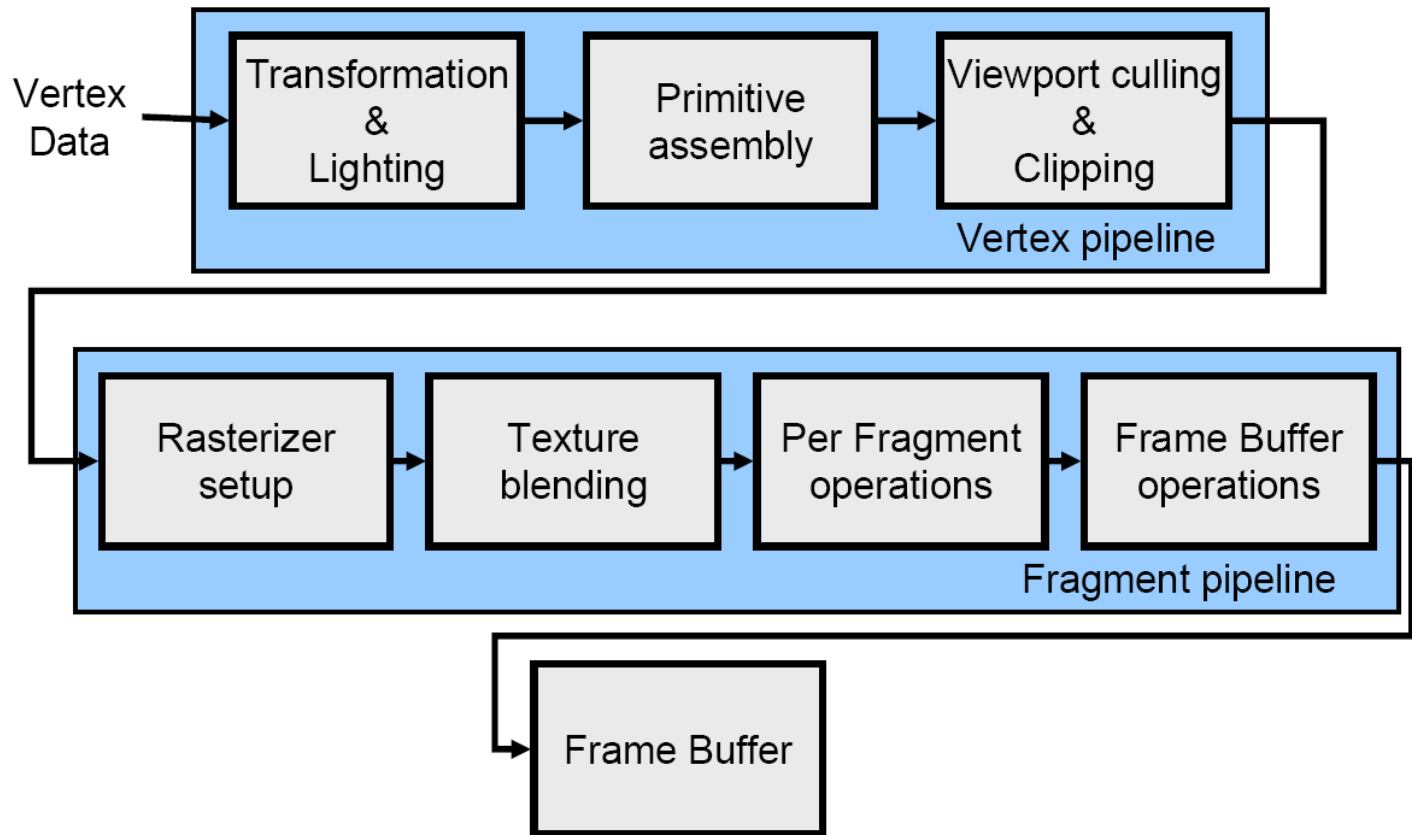 Vertex
Data
Transformation
&
Lighting
Primitive
assembly
Viewport culling
&
Clipping
Vertex pipeline
Rasterizer
setup
Texture
blending
Per Fragment
operations
Frame Buffer
operations
Fragment pipeline
Frame Buffer